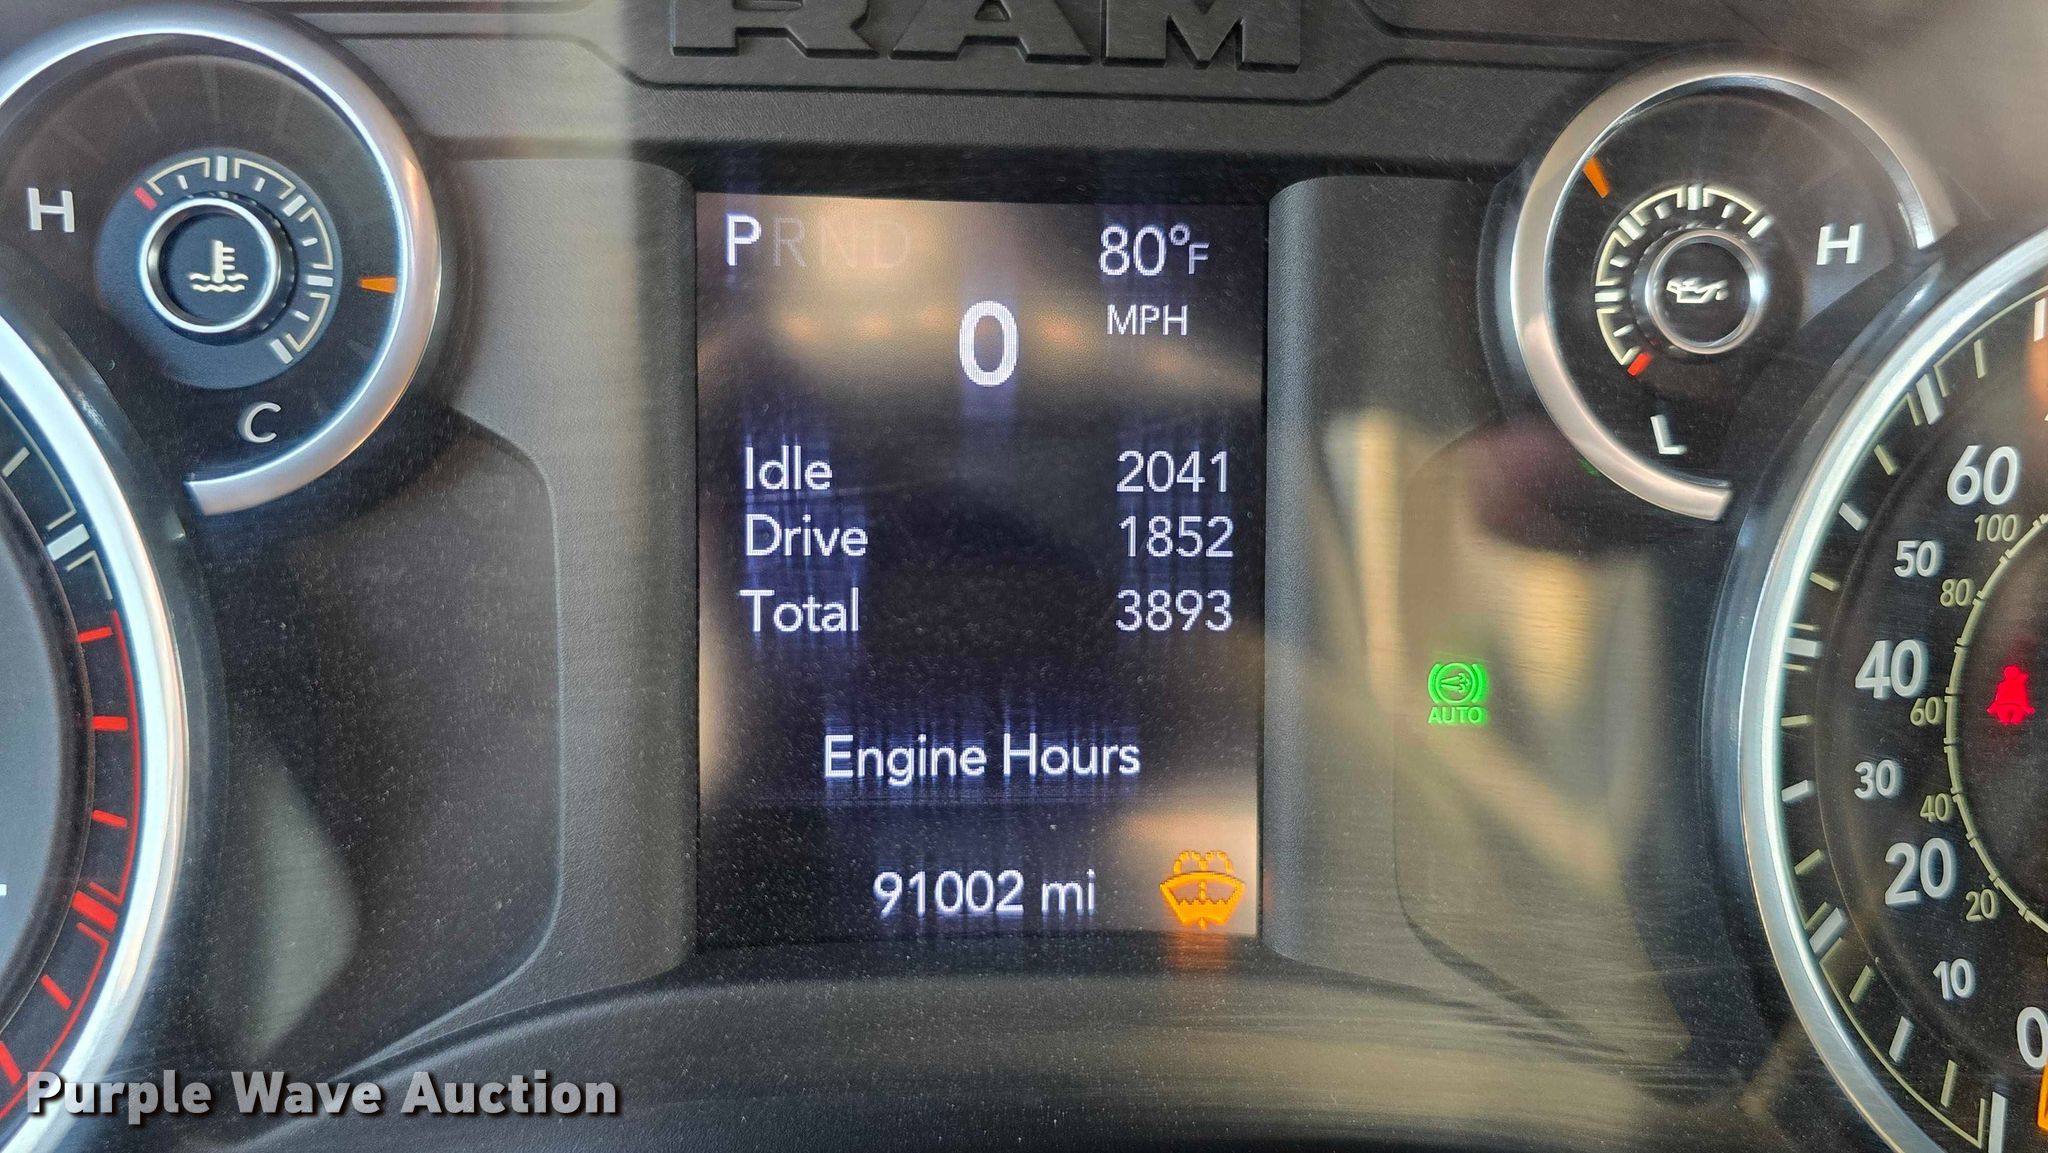 RAM
H
C
PRND 80°F
0 MPH
Idle 2041
Drive 1852
Total 3893
Engine Hours
91002 mi
H
L
AUTO
60
100
50
80
40
60
30
40
20
20
10
0
Purple Wave Auction